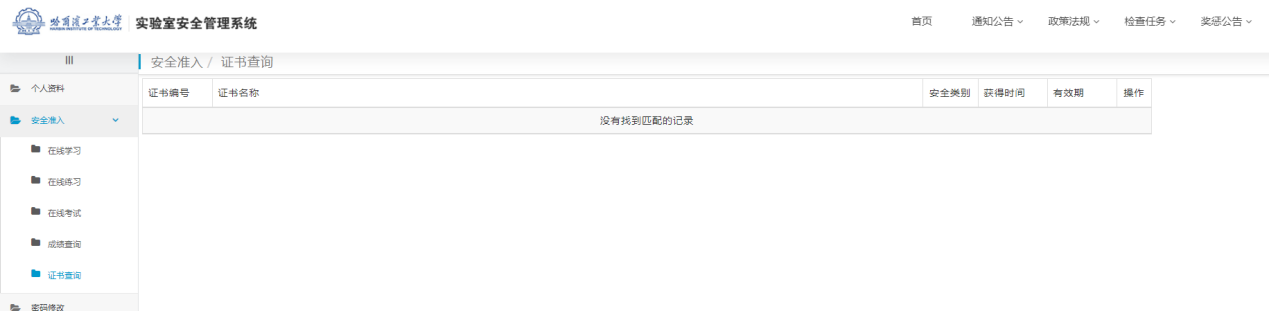 哈爾濱工業大學 实验室安全管理系统 首页 通知公告 政策法规 检查任务 奖惩公告
HARBIN INSTITUTE OF TECHNOLOGY
安全准入 / 证书查询
个人资料
证书编号 证书名称 安全类别 获得时间 有效期 操作
安全准入
没有找到匹配的记录
在线学习
在线练习
在线考试
成绩查询
证书查询
密码修改